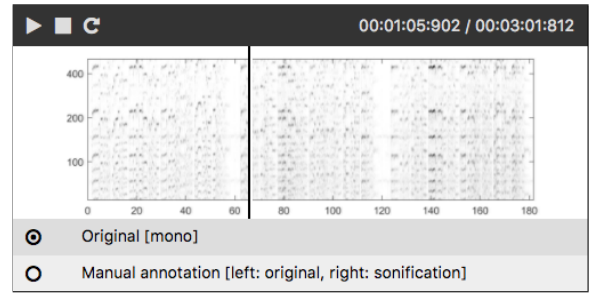 00:01:05:902 / 00:03:01:812
400
200
100
0 20 40 60 80 100 120 140 160 180
Original [mono]
Manual annotation [left: original, right: sonification]